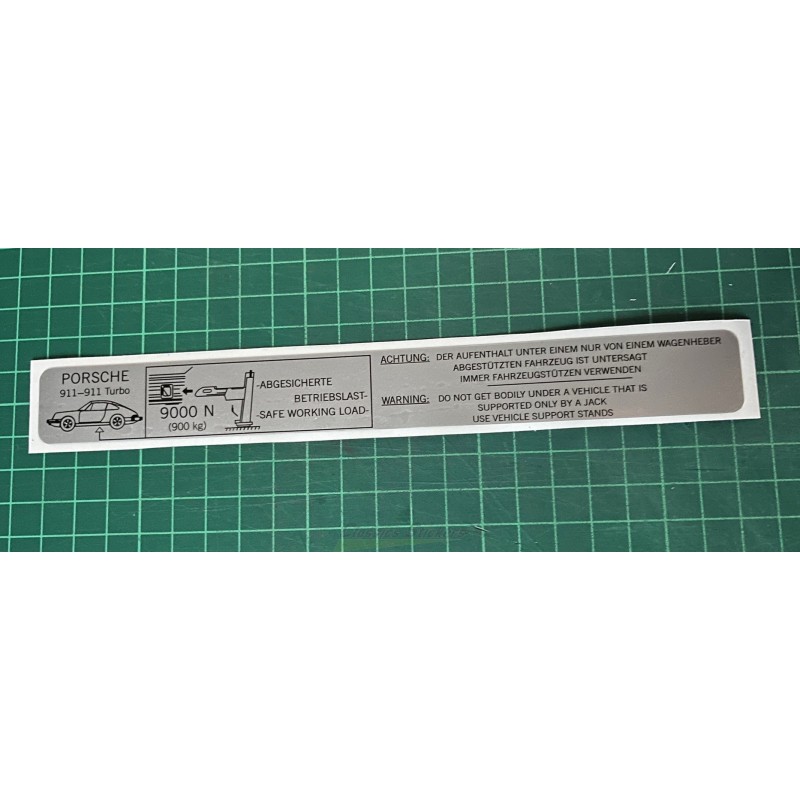 PORSCHE
911-911 Turbo
9000 N
(900 kg)
-ABGESICHERTE
BETRIEBSLAST-
-SAFE WORKING LOAD-
ACHTUNG: DER AUFENTHALT UNTER EINEM NUR VON EINEM WAGENHEBER
ABGESTÜTZTEN FAHRZEUG IST UNTERSAGT
IMMER FAHRZEUGSTÜTZEN VERWENDEN
WARNING: DO NOT GET BODILY UNDER A VEHICLE THAT IS
SUPPORTED ONLY BY A JACK
USE VEHICLE SUPPORT STANDS